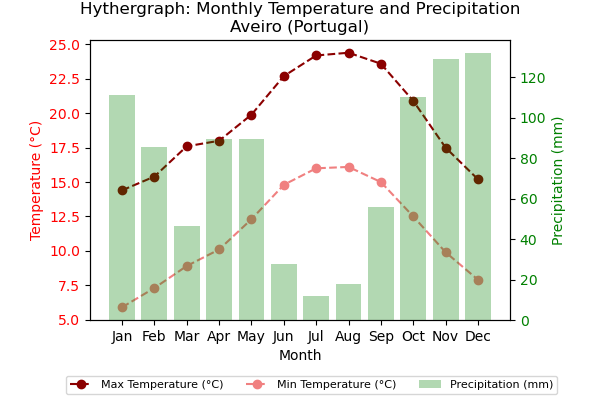 Hythergraph: Monthly Temperature and Precipitation
Aveiro (Portugal)
25.0
22.5
20.0
17.5
15.0
12.5
10.0
7.5
5.0
Temperature (°C)
120
100
80
60
40
20
0
Precipitation (mm)
Jan Feb Mar Apr May Jun Jul Aug Sep Oct Nov Dec
Month
Max Temperature (°C) Min Temperature (°C) Precipitation (mm)